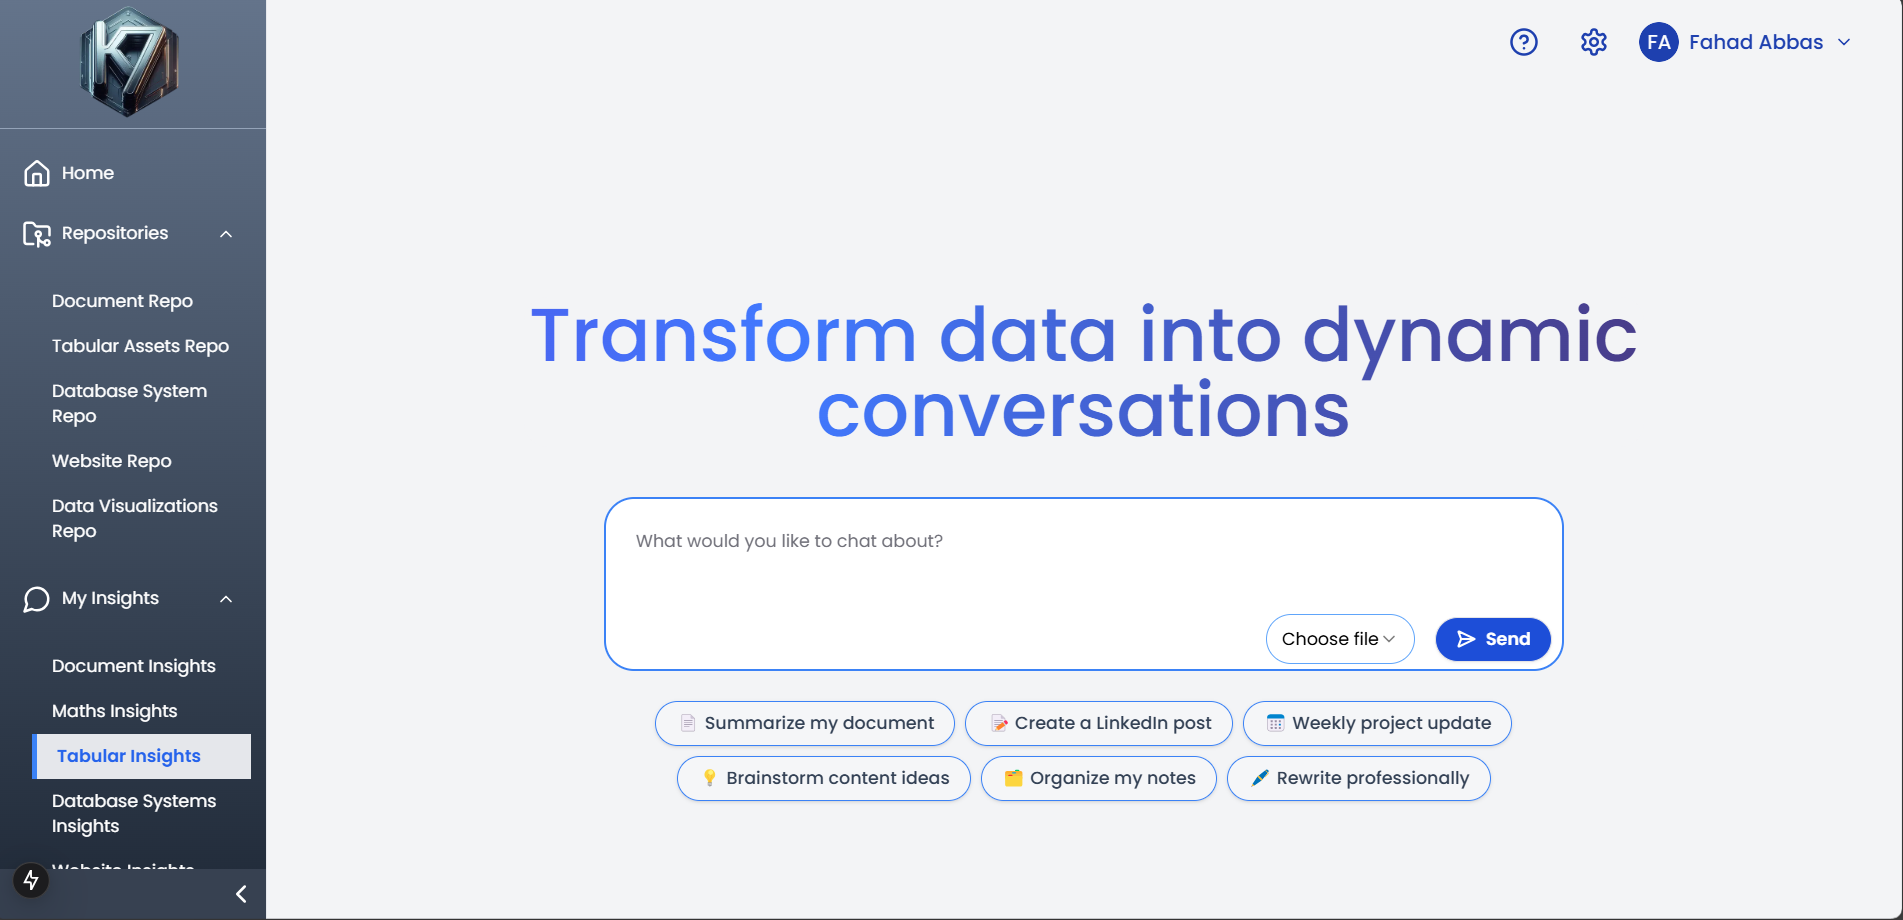 K7
Home
Repositories
Document Repo
Tabular Assets Repo
Database System
Repo
Website Repo
Data Visualizations
Repo
My Insights
Document Insights
Maths Insights
Tabular Insights
Database Systems
Insights
Website Insights
FA Fahad Abbas
Transform data into dynamic
conversations
What would you like to chat about?
Choose file Send
Summarize my document Create a LinkedIn post Weekly project update
Brainstorm content ideas Organize my notes Rewrite professionally